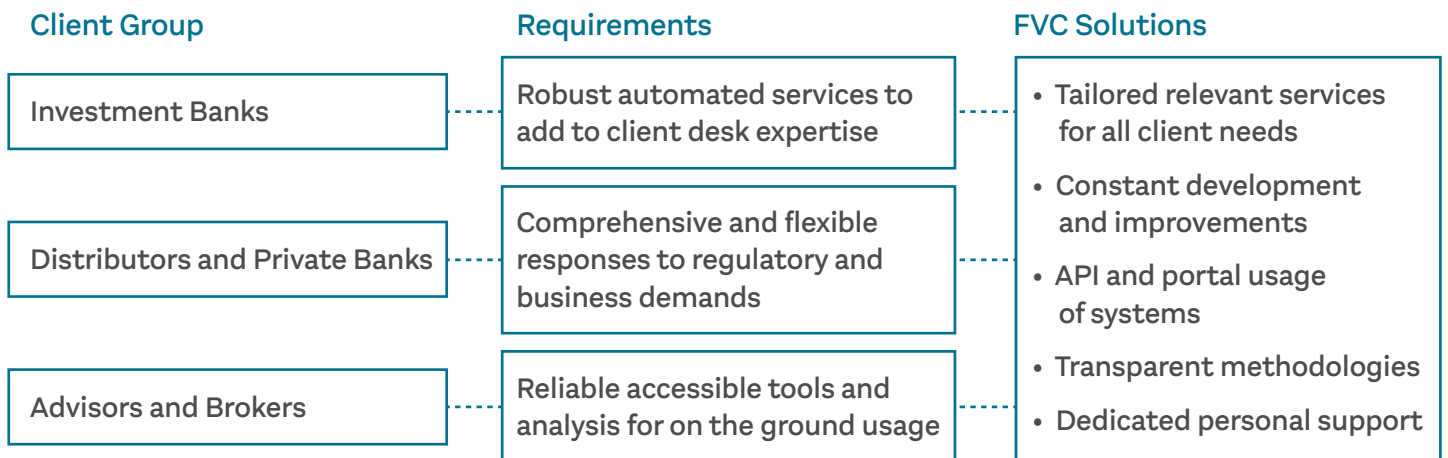 Client Group
Requirements
FVC Solutions
Investment Banks
Robust automated services to
add to client desk expertise
Distributors and Private Banks
Comprehensive and flexible
responses to regulatory and
business demands
Advisors and Brokers
Reliable accessible tools and
analysis for on the ground usage
• Tailored relevant services
for all client needs
• Constant development
and improvements
• API and portal usage
of systems
• Transparent methodologies
• Dedicated personal support